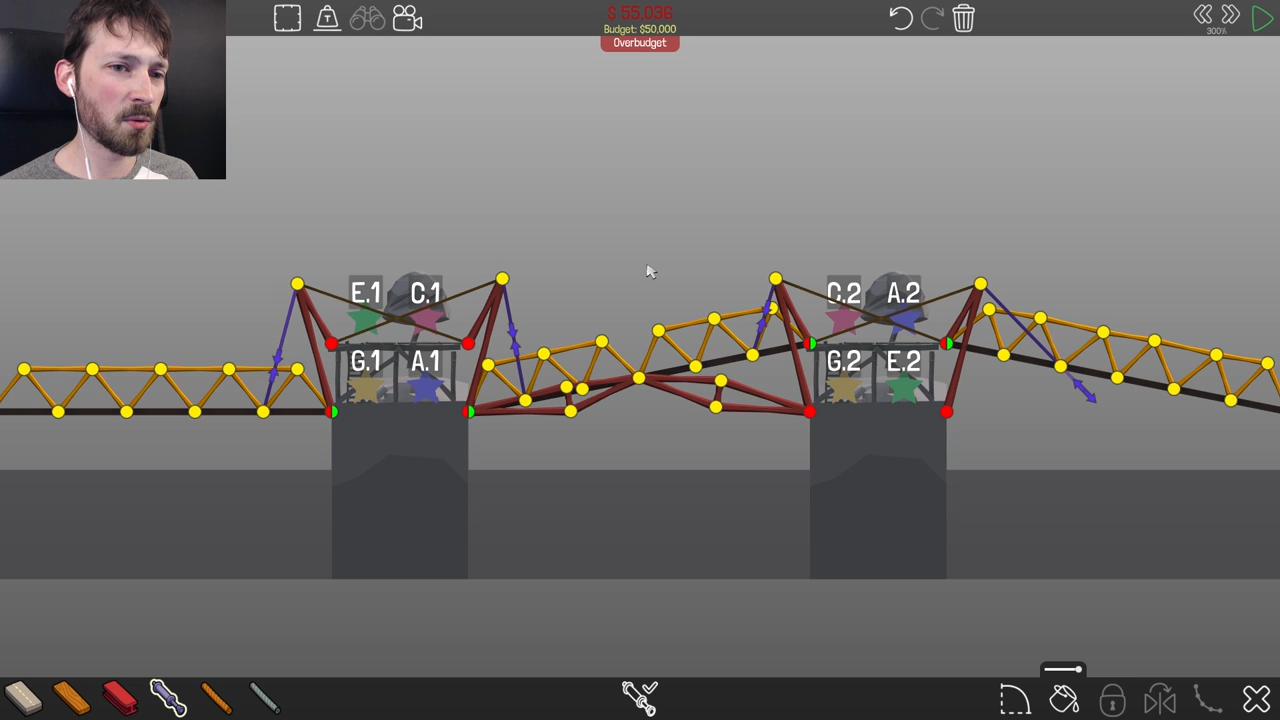 $ 55,036
Budget: $50,000
Overbudget
300%
T
E.1 C.1
G.1 A.1
C.2 A.2
G.2 E.2